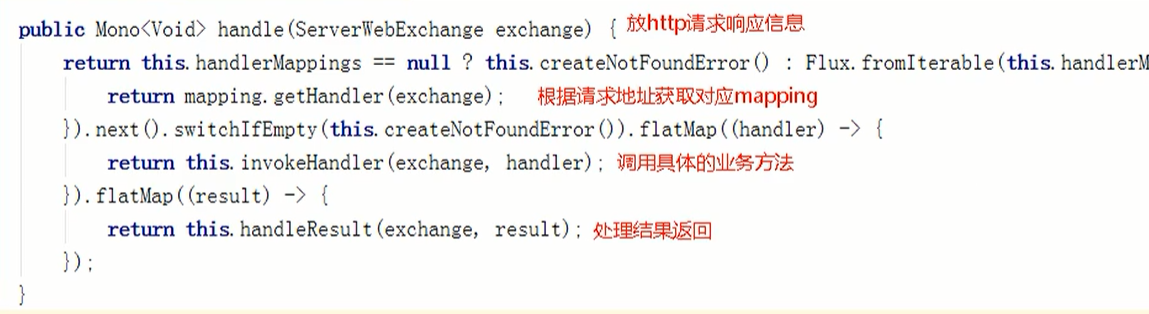 public Mono<Void> handle(ServerWebExchange exchange) { 放http请求响应信息
return this.handlerMappings == null ? this.createNotFoundError() : Flux.fromIterable(this.handlerM
return mapping.getHandler(exchange); 根据请求地址获取对应mapping
}).next().switchIfEmpty(this.createNotFoundError()).flatMap((handler) -> {
return this.invokeHandler(exchange, handler); 调用具体的业务方法
}).flatMap((result) -> {
return this.handleResult(exchange, result); 处理结果返回
});
}